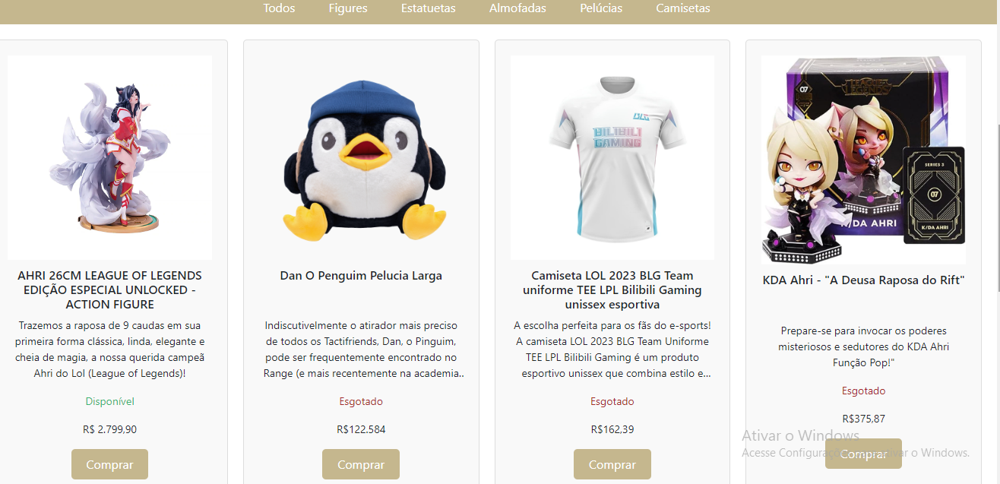 Todos Figures Estatuetas Almofadas Pelúcias Camisetas
BLG
BILIBILI
GAMING
07
LEAGUE OF
LEGENDS
SERIES 3
07
K/DA AHRI
K/DA AHRI
AHRI 26CM LEAGUE OF LEGENDS
EDIÇÃO ESPECIAL UNLOCKED -
ACTION FIGURE
Trazemos a raposa de 9 caudas em sua
primeira forma clássica, linda, elegante e
cheia de magia, a nossa querida campeã
Ahri do Lol (League of Legends)!
Disponível
R$ 2.799,90
Comprar
Dan O Penguim Pelucia Larga
Indiscutivelmente o atirador mais preciso
de todos os Tactifriends, Dan, o Pinguim,
pode ser frequentemente encontrado no
Range (e mais recentemente na academia..
Esgotado
R$122.584
Comprar
Camiseta LOL 2023 BLG Team
uniforme TEE LPL Bilibili Gaming
unissex esportiva
A escolha perfeita para os fãs do e-sports!
A camiseta LOL 2023 BLG Team Uniforme
TEE LPL Bilibili Gaming é um produto
esportivo unissex que combina estilo e...
Esgotado
R$162,39
Comprar
KDA Ahri - "A Deusa Raposa do Rift"
Prepare-se para invocar os poderes
misteriosos e sedutores do KDA Ahri
Função Pop!"
Esgotado
R$375,87
Comprar
Ativar o Windows
Acesse Configurações para ativar o Windows.